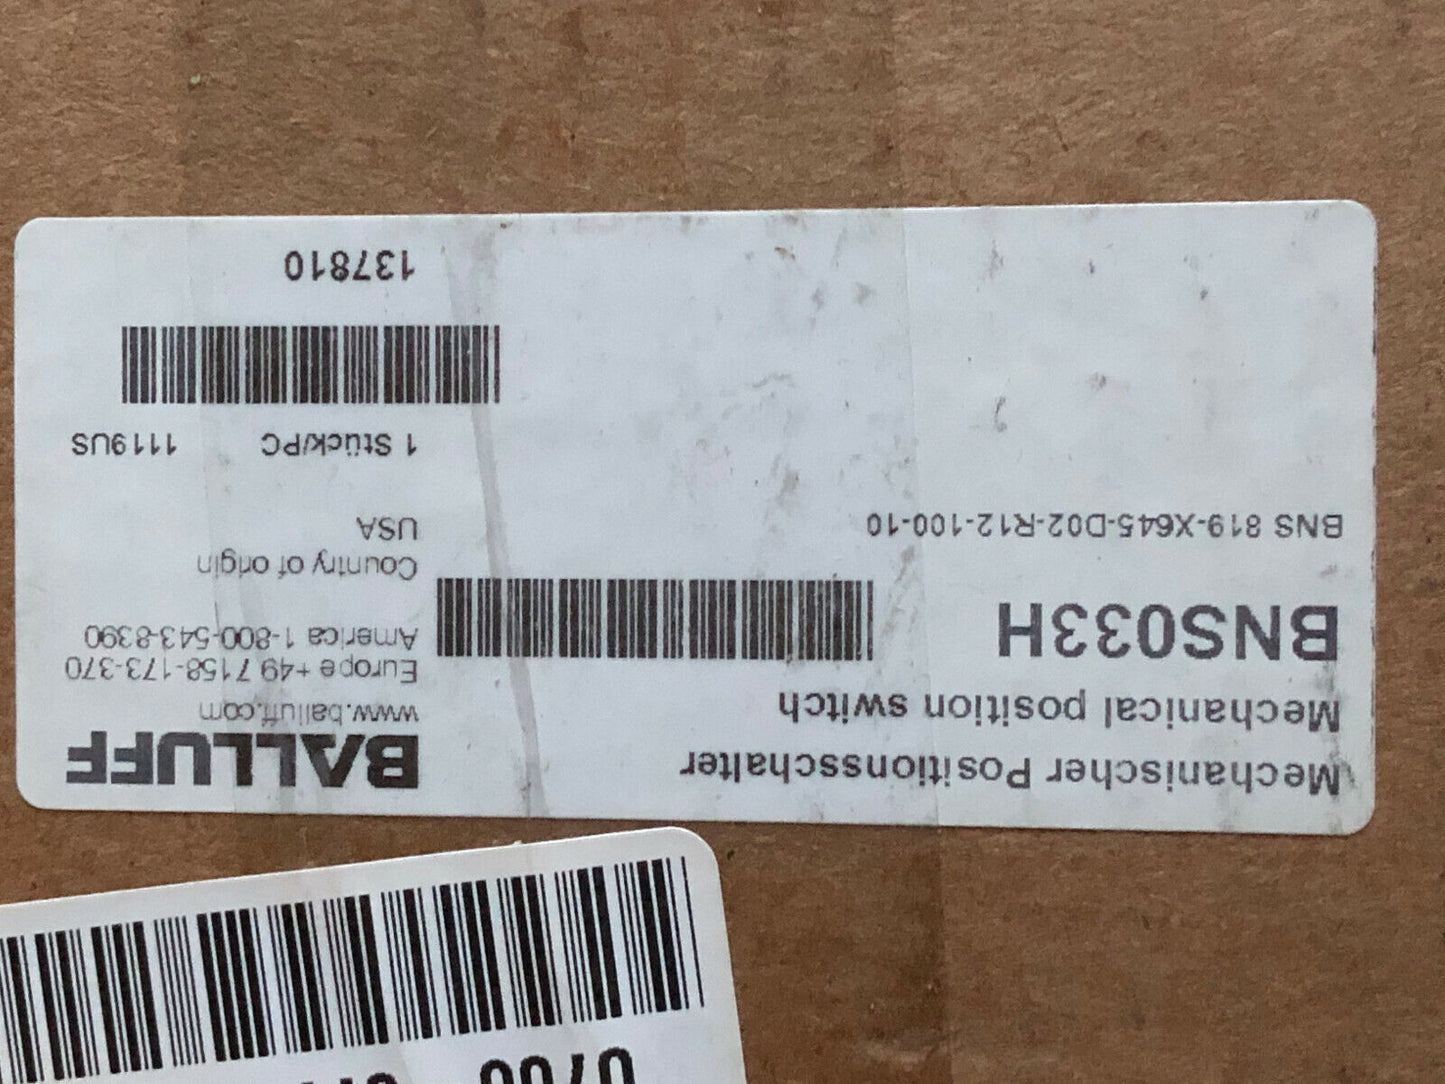 Mechanischer Positionsschalter
Mechanical position switch
BNS033H
BNS 819-X645-D02-R12-100-10
BALLUFF
www.balluff.com
Europe +49 7158-173-370
America 1-800-543-8390
Country of origin
USA
1 Stück/PC 1119US
137810